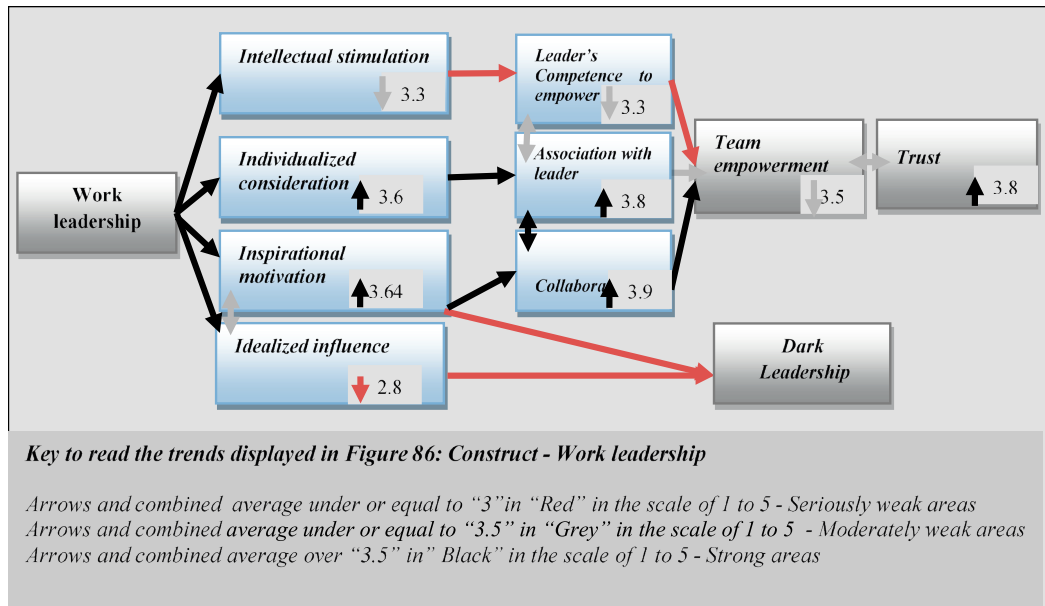 Intellectual stimulation
3.3
Leader’s
Competence to
empower
3.3
Individualized
consideration
3.6
Association with
leader
3.8
Team
empowerment
3.5
Trust
3.8
Work
leadership
Inspirational
motivation
3.64
Collabora
3.9
Idealized influence
2.8
Dark
Leadership
Key to read the trends displayed in Figure 86: Construct - Work leadership
Arrows and combined average under or equal to “3”in “Red” in the scale of 1 to 5 - Seriously weak areas
Arrows and combined average under or equal to “3.5” in “Grey” in the scale of 1 to 5 - Moderately weak areas
Arrows and combined average over “3.5” in” Black” in the scale of 1 to 5 - Strong areas